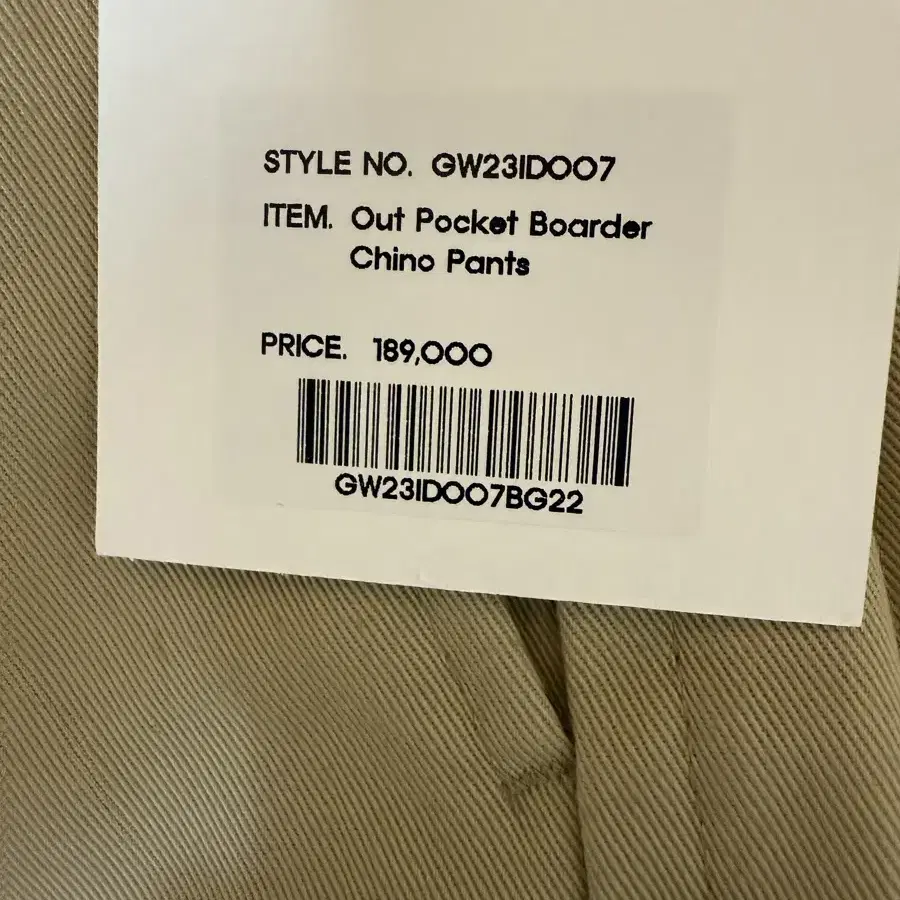 STYLE NO. GW23IDOO7
ITEM. Out Pocket Boarder
Chino Pants
PRICE. 189,000
GW23IDOO7BG22